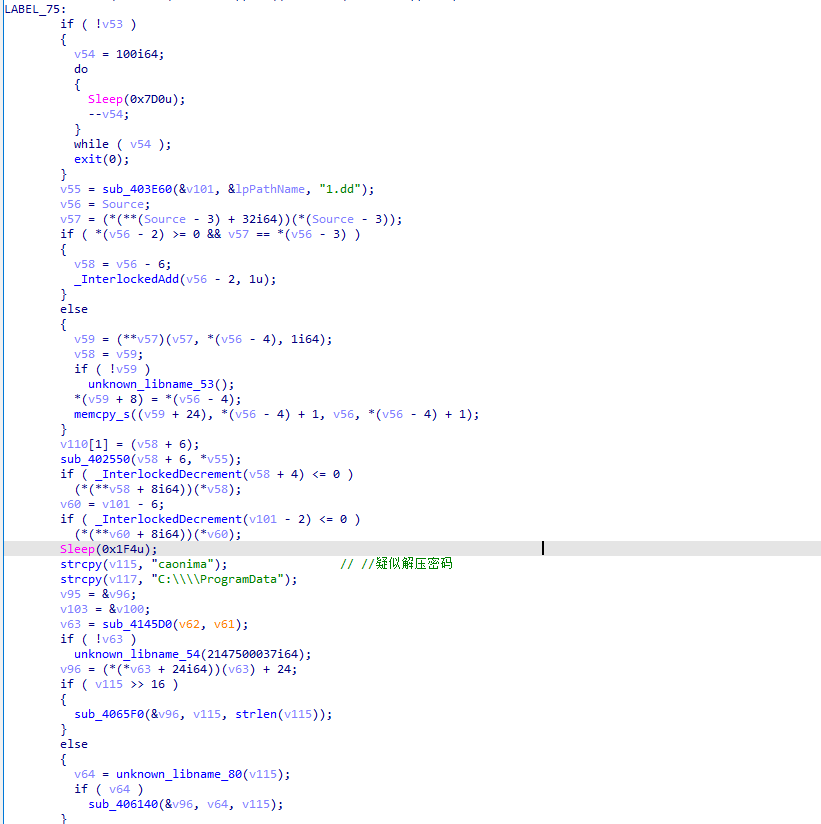 LABEL_75:
if ( !v53 )
{
v54 = 100i64;
do
{
Sleep(0x7D0u);
--v54;
}
while ( v54 );
exit(0);
}
v55 = sub_403E60(&v101, &lpPathName, "1.dd");
v56 = Source;
v57 = (*(**(Source - 3) + 32i64))(*(Source - 3));
if ( *(v56 - 2) >= 0 && v57 == *(v56 - 3) )
{
v58 = v56 - 6;
_InterlockedAdd(v56 - 2, 1u);
}
else
{
v59 = (**v57)(v57, *(v56 - 4), 1i64);
v58 = v59;
if ( !v59 )
unknown_libname_53();
*(v59 + 8) = *(v56 - 4);
memcpy_s((v59 + 24), *(v56 - 4) + 1, v56, *(v56 - 4) + 1);
}
v110[1] = (v58 + 6);
sub_402550(v58 + 6, *v55);
if ( _InterlockedDecrement(v58 + 4) <= 0 )
(*(**v58 + 8i64))(*v58);
v60 = v101 - 6;
if ( _InterlockedDecrement(v101 - 2) <= 0 )
(*(**v60 + 8i64))(*v60);
Sleep(0x1F4u);
strcpy(v115, "caonima"); // //疑似解压密码
strcpy(v117, "C:\\\\ProgramData");
v95 = &v96;
v103 = &v100;
v63 = sub_4145D0(v62, v61);
if ( !v63 )
unknown_libname_54(2147500037i64);
v96 = (*(*v63 + 24i64))(v63) + 24;
if ( v115 >> 16 )
{
sub_4065F0(&v96, v115, strlen(v115));
}
else
{
v64 = unknown_libname_80(v115);
if ( v64 )
sub_406140(&v96, v64, v115);
}